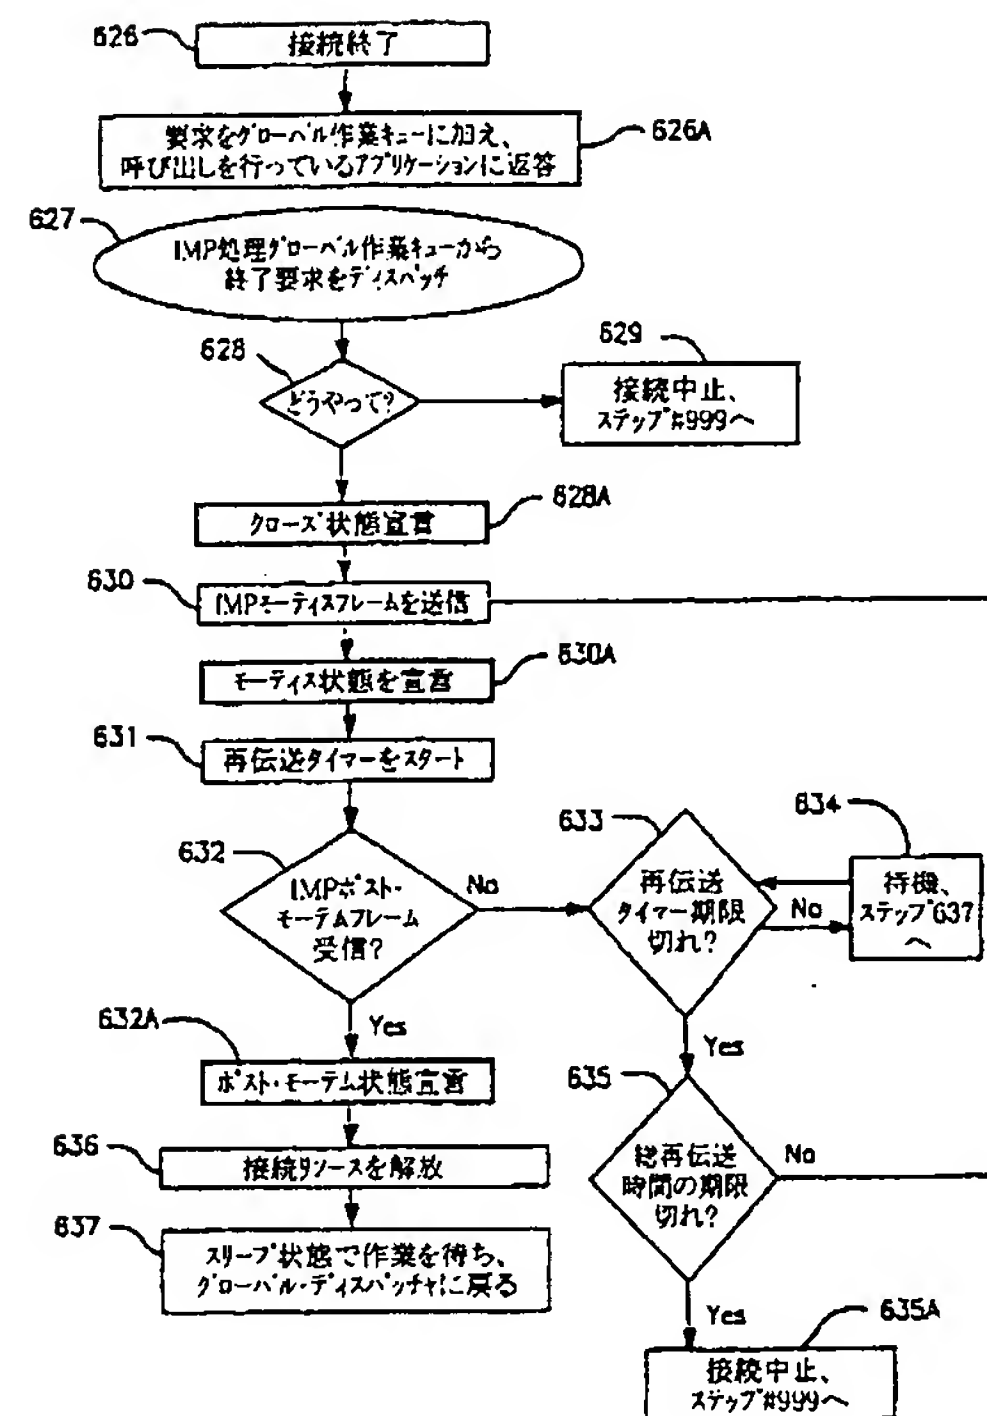 626
接続終了
要求をグローバル作業キューに加え、
呼び出しを行っているアプリケーションに返答
626A
627
IMP処理グローバル作業キューから
終了要求をディスパッチ
628
どうやって?
629
接続中止、
ステップ#999へ
628A
クローズ状態宣言
630
IMPモーティスフレームを送信
630A
モーティス状態を宣言
631
再伝送タイマーをスタート
632
IMPポスト・
モーテムフレーム
受信?
No
Yes
633
再伝送
タイマー期限
切れ?
No
Yes
634
待機、
ステップ637
へ
632A
ポスト・モーテム状態宣言
635
総再伝送
時間の期限
切れ?
No
Yes
636
接続リソースを解放
637
スリープ状態で作業を待ち、
グローバル・ディスパッチャに戻る
635A
接続中止、
ステップ#999へ